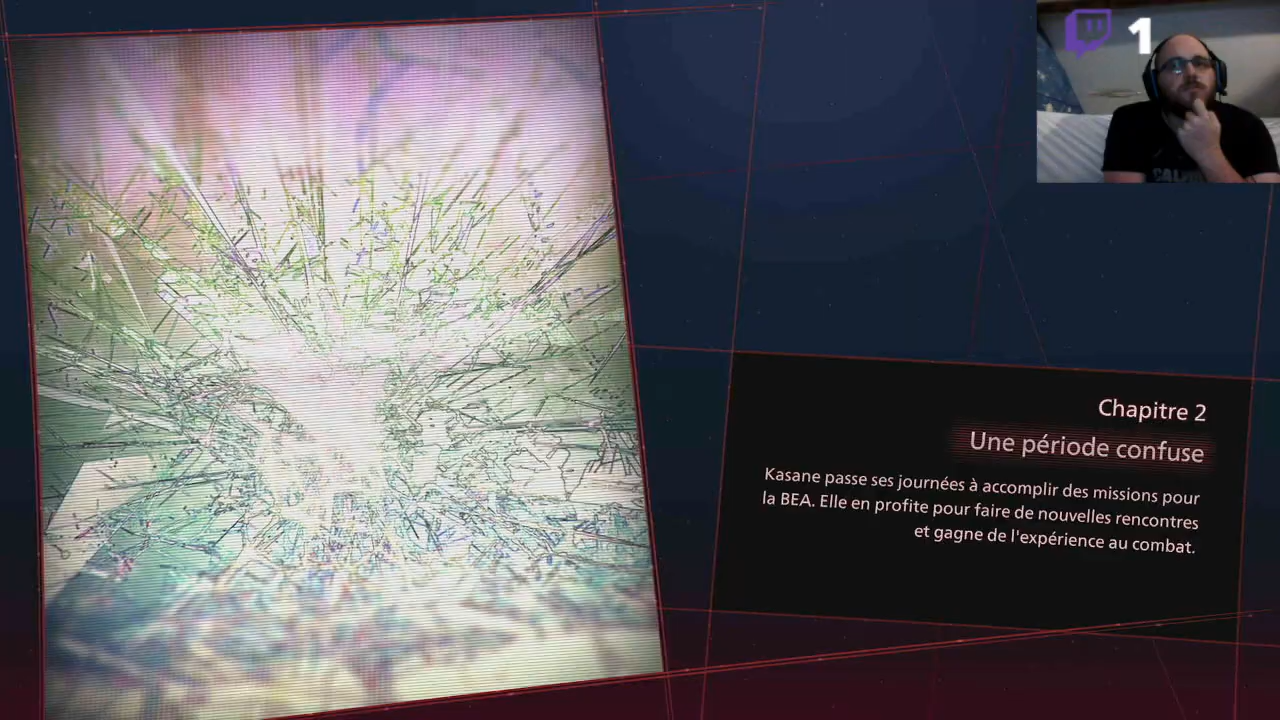 1
Chapitre 2
Une période confuse
Kasane passe ses journées à accomplir des missions pour
la BEA. Elle en profite pour faire de nouvelles rencontres
et gagne de l'expérience au combat.